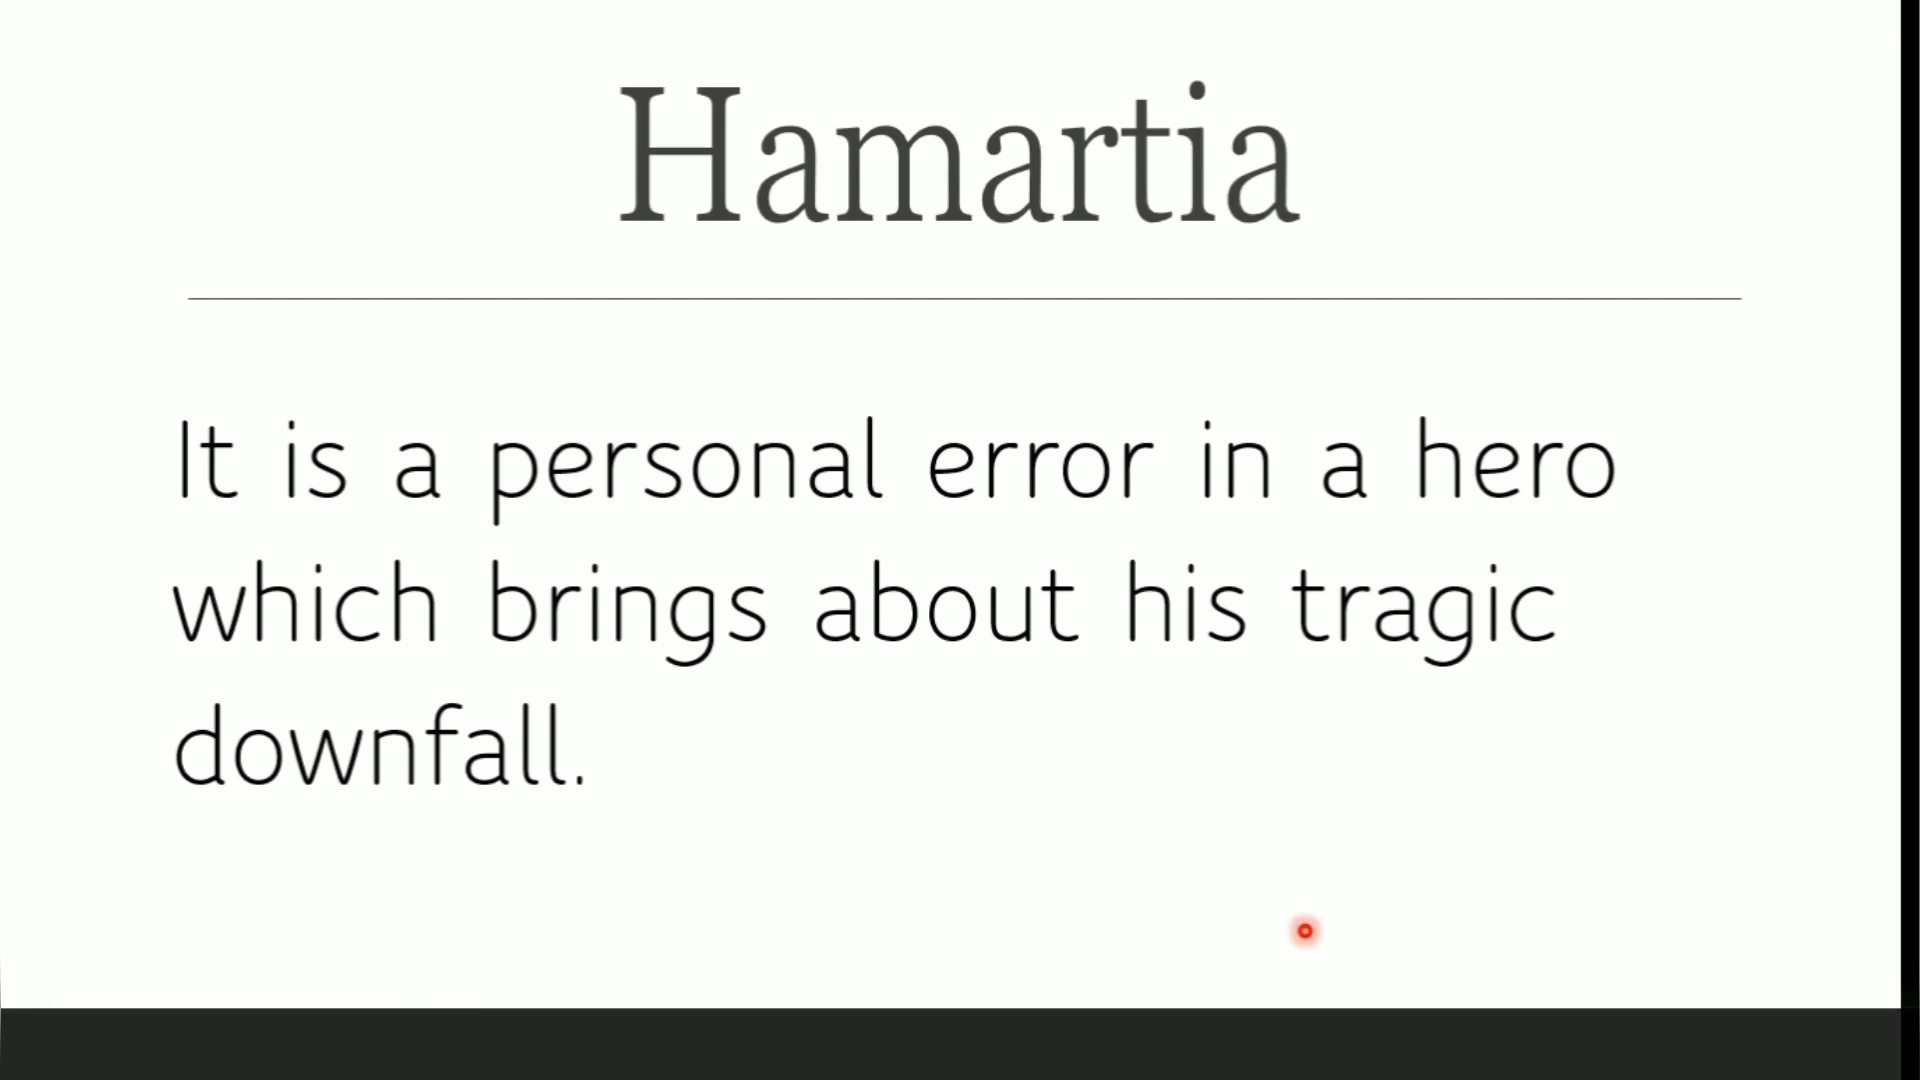 Hamartia
It is a personal error in a hero
which brings about his tragic
downfall.